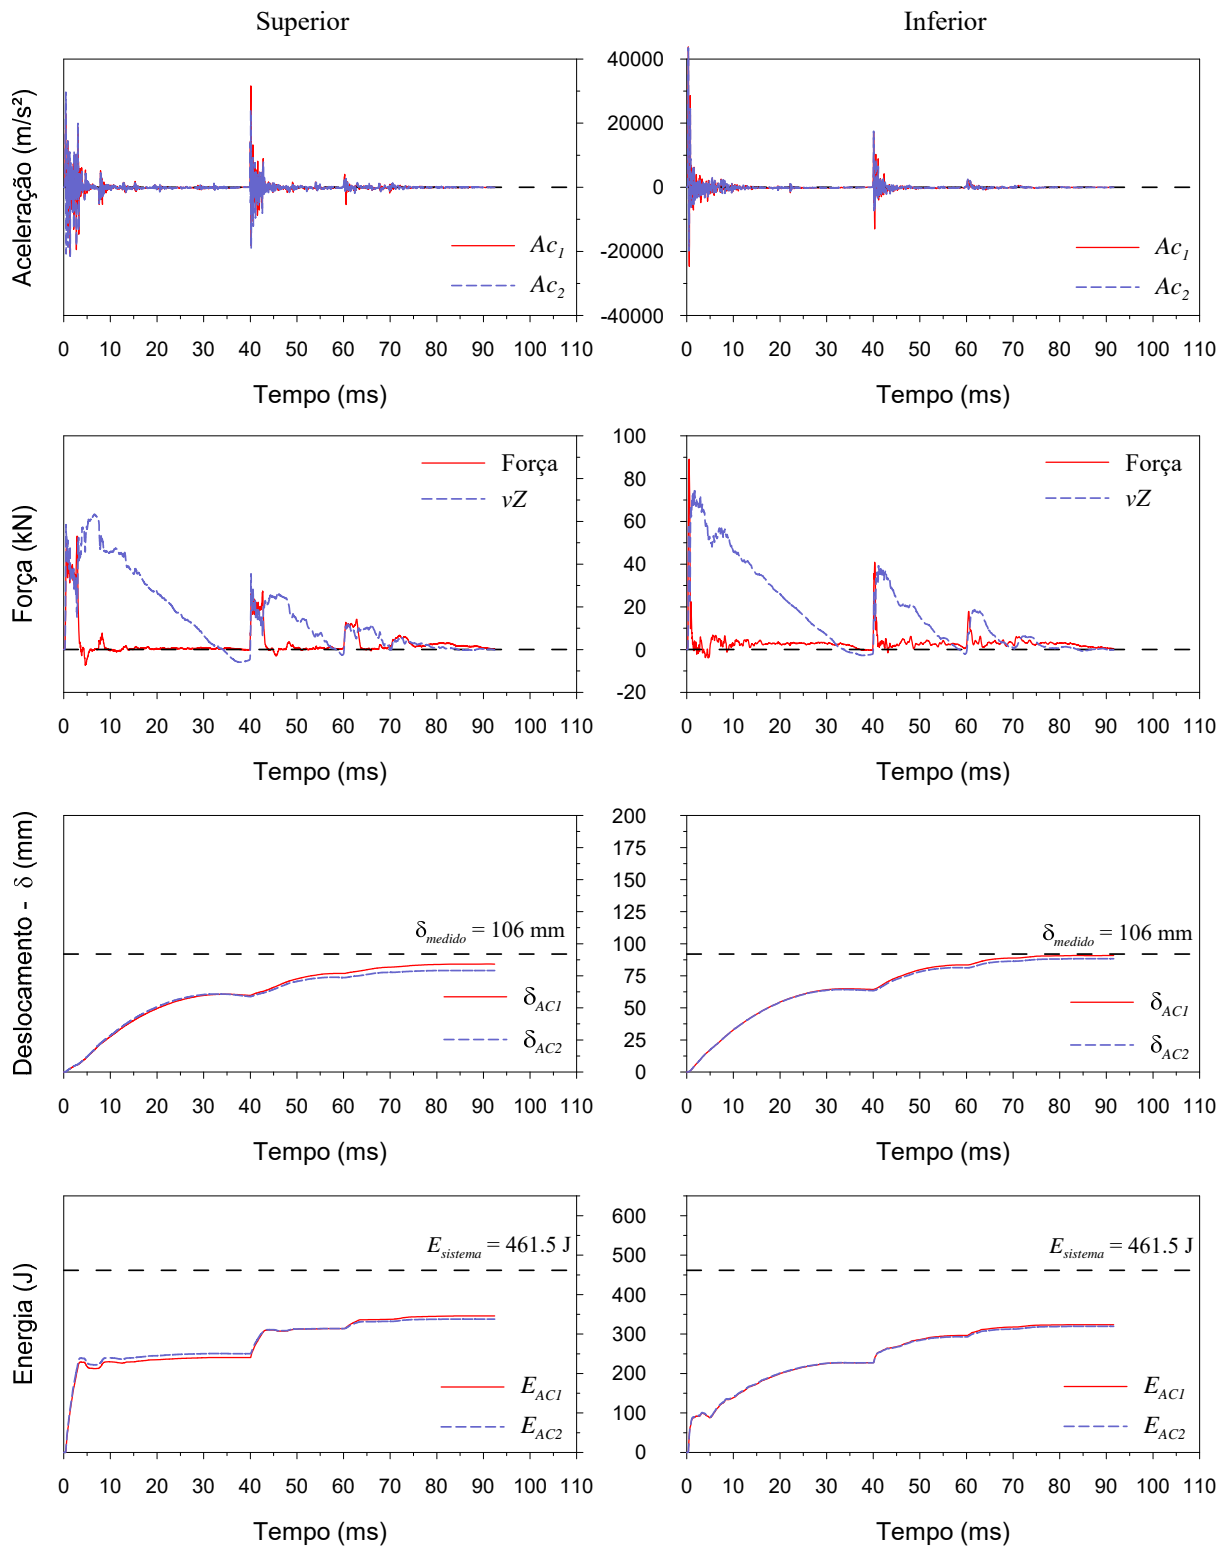 Superior Inferior
Aceleração (m/s²)
40000
20000
0
-20000
-40000
Ac1
Ac2
Ac1
Ac2
0 10 20 30 40 50 60 70 80 90 100 110
0 10 20 30 40 50 60 70 80 90 100 110
Tempo (ms) Tempo (ms)
Força (kN)
100
80
60
40
20
0
-20
Força
vZ
Força
vZ
0 10 20 30 40 50 60 70 80 90 100 110
0 10 20 30 40 50 60 70 80 90 100 110
Tempo (ms) Tempo (ms)
Deslocamento - δ (mm)
200
175
150
125
100
75
50
25
0
δmedido = 106 mm
δAC1
δAC2
δmedido = 106 mm
δAC1
δAC2
0 10 20 30 40 50 60 70 80 90 100 110
0 10 20 30 40 50 60 70 80 90 100 110
Tempo (ms) Tempo (ms)
Energia (J)
600
500
400
300
200
100
0
Esistema = 461.5 J
EAC1
EAC2
Esistema = 461.5 J
EAC1
EAC2
0 10 20 30 40 50 60 70 80 90 100 110
0 10 20 30 40 50 60 70 80 90 100 110
Tempo (ms) Tempo (ms)